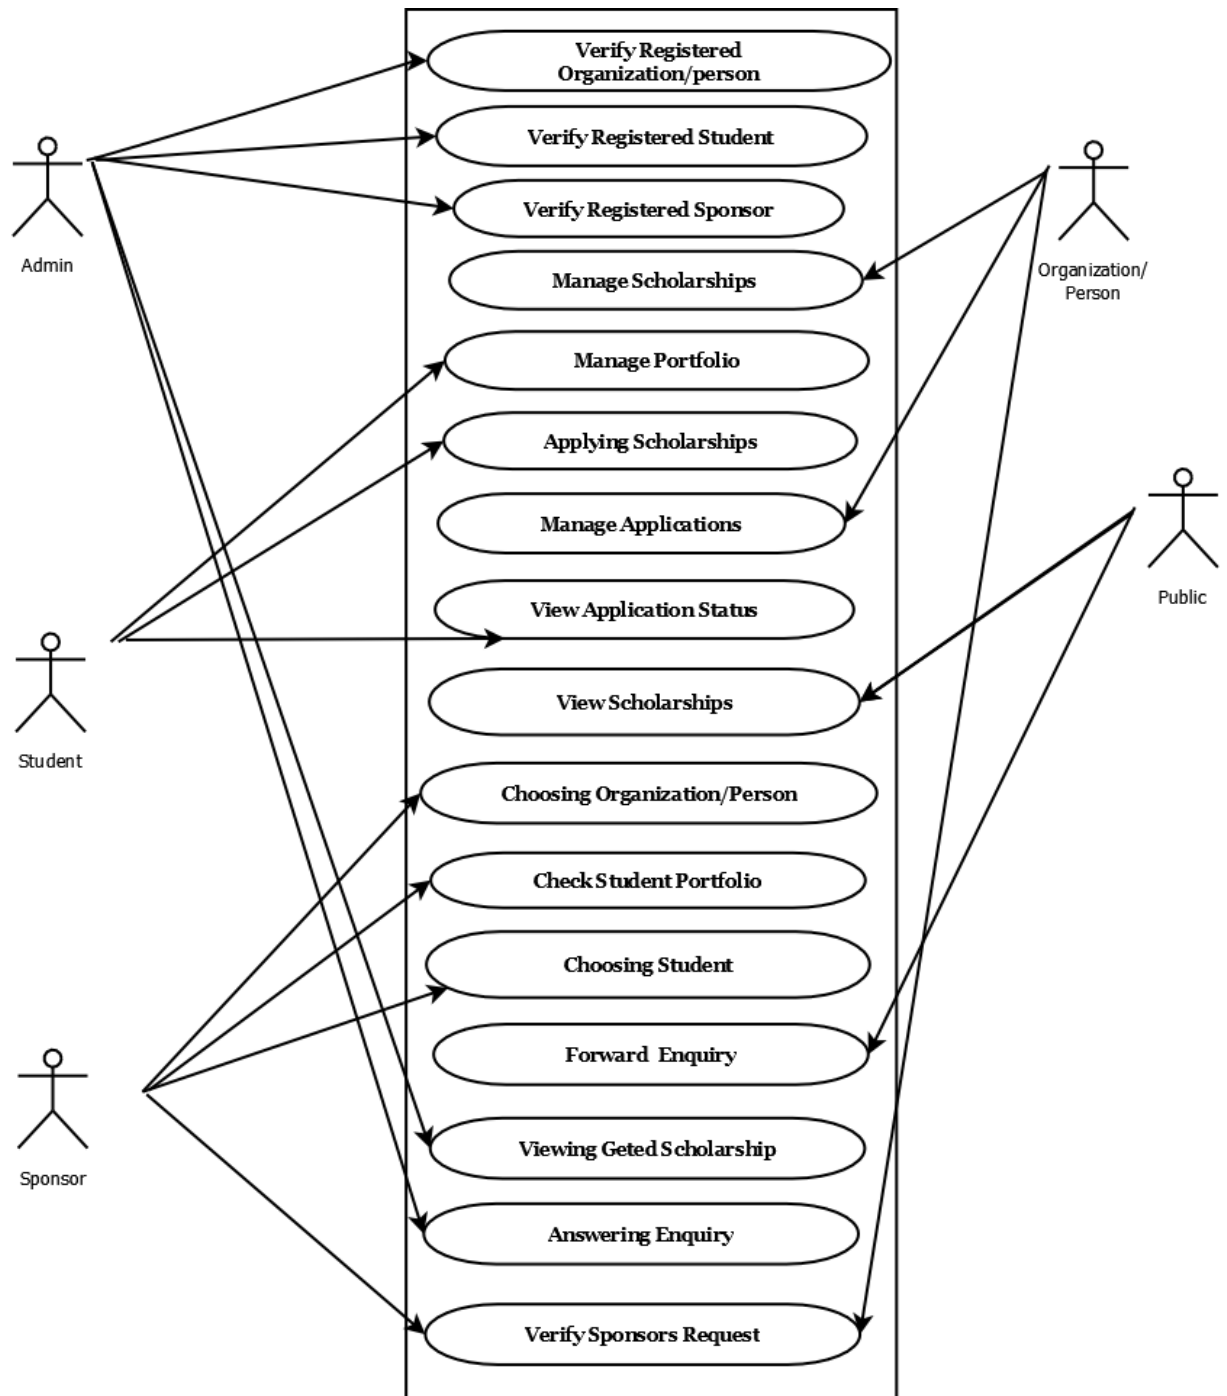 Verify Registered
Organization/person
Verify Registered Student
Verify Registered Sponsor
Admin
Manage Scholarships
Organization/
Person
Manage Portfolio
Applying Scholarships
Manage Applications
Public
View Application Status
View Scholarships
Student
Choosing Organization/Person
Check Student Portfolio
Choosing Student
Forward Enquiry
Viewing Geted Scholarship
Sponsor
Answering Enquiry
Verify Sponsors Request